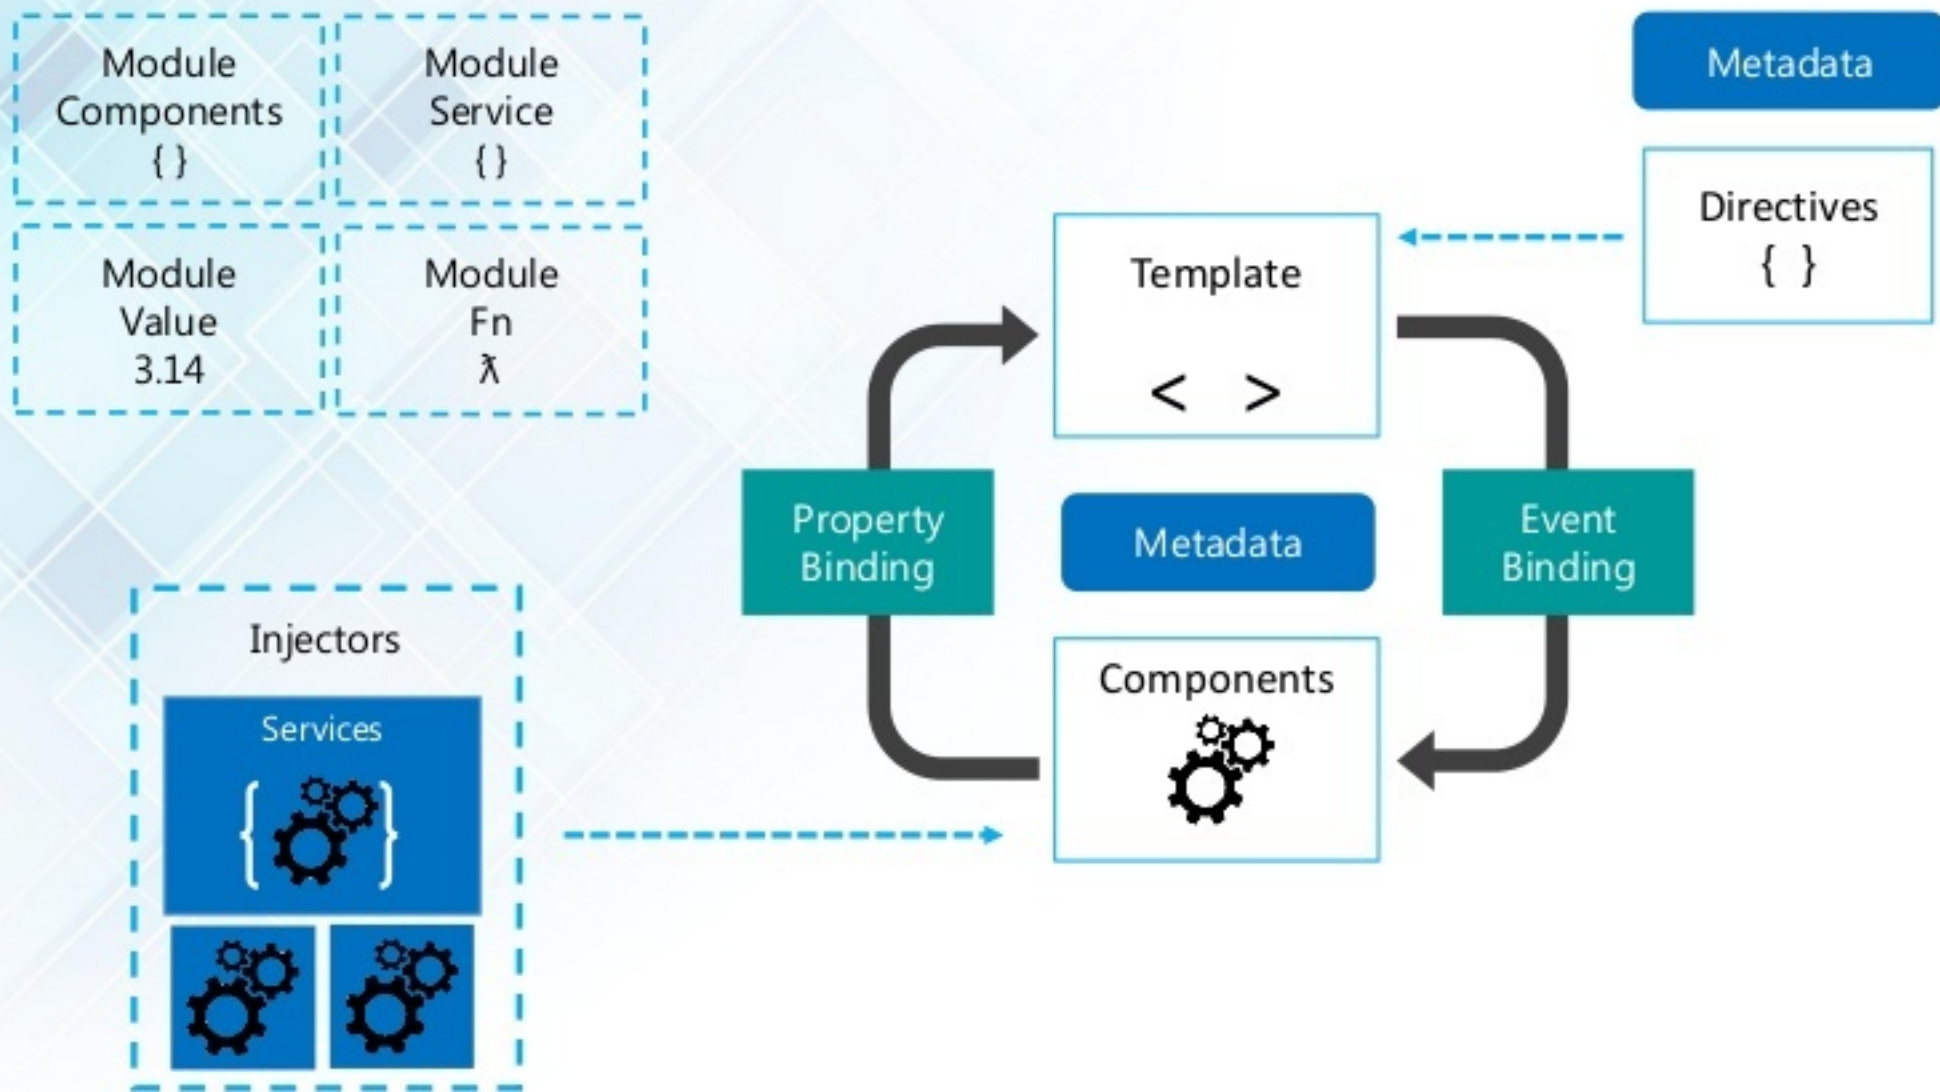 Module
Components
{ }
Module
Service
{ }
Module
Value
3.14
Module
Fn
ƛ
Metadata
Directives
{ }
Template
< >
Property
Binding
Metadata
Event
Binding
Components
Injectors
Services
{ }